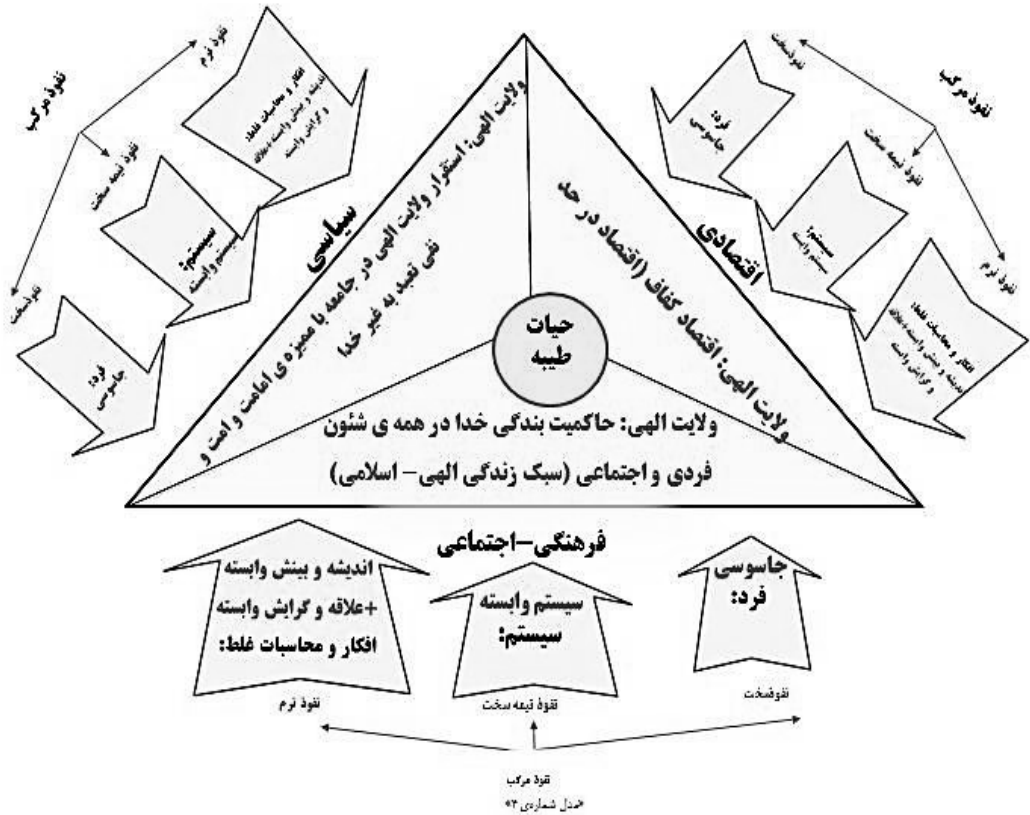 نفوذ مرکب
نفوذ نرم
نفوذ نیمه سخت
نفوذسخت
افکار و محاسبات غلط:
اندیشه و بینش وابسته +علاقه
و گرایش وابسته
سیستم:
سیستم وابسته
فرد:
جاسوسی
سیاسی
ولایت الهی: استقرار ولایت الهی در جامعه با ممیزه ی امامت و امت و
نفی تعبد به غیر خدا
نفوذ مرکب
نفوذسخت
نفوذ نیمه سخت
نفوذ نرم
فرد:
جاسوسی
سیستم:
سیستم وابسته
افکار و محاسبات غلط:
اندیشه و بینش وابسته +علاقه
و گرایش وابسته
اقتصادی
ولایت الهی: اقتصاد کفاف (اقتصاد در حد
حیات
طیبه
ولایت الهی: حاکمیت بندگی خدا در همه ی شئون
فردی و اجتماعی (سبک زندگی الهی– اسلامی)
فرهنگی–اجتماعی
جاسوسی
فرد:
سیستم وابسته
سیستم:
اندیشه و بینش وابسته
+علاقه و گرایش وابسته
افکار و محاسبات غلط:
نفوذسخت
نفوذ نیمه سخت
نفوذ نرم
نفوذ مرکب
«مدل شماره‌ی ۳»